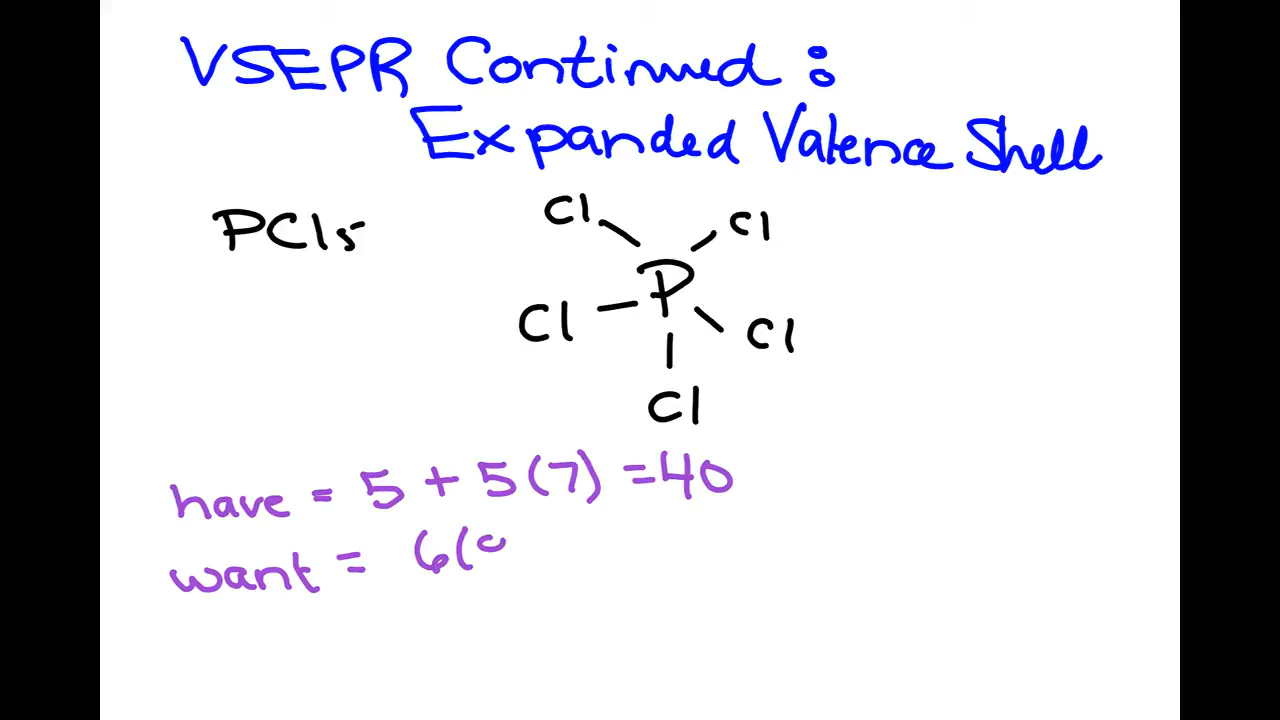 VSEPR Continued :
Expanded Valence Shell
PCl5
Cl Cl
P
Cl Cl
Cl
have = 5 + 5(7) = 40
want = 6(